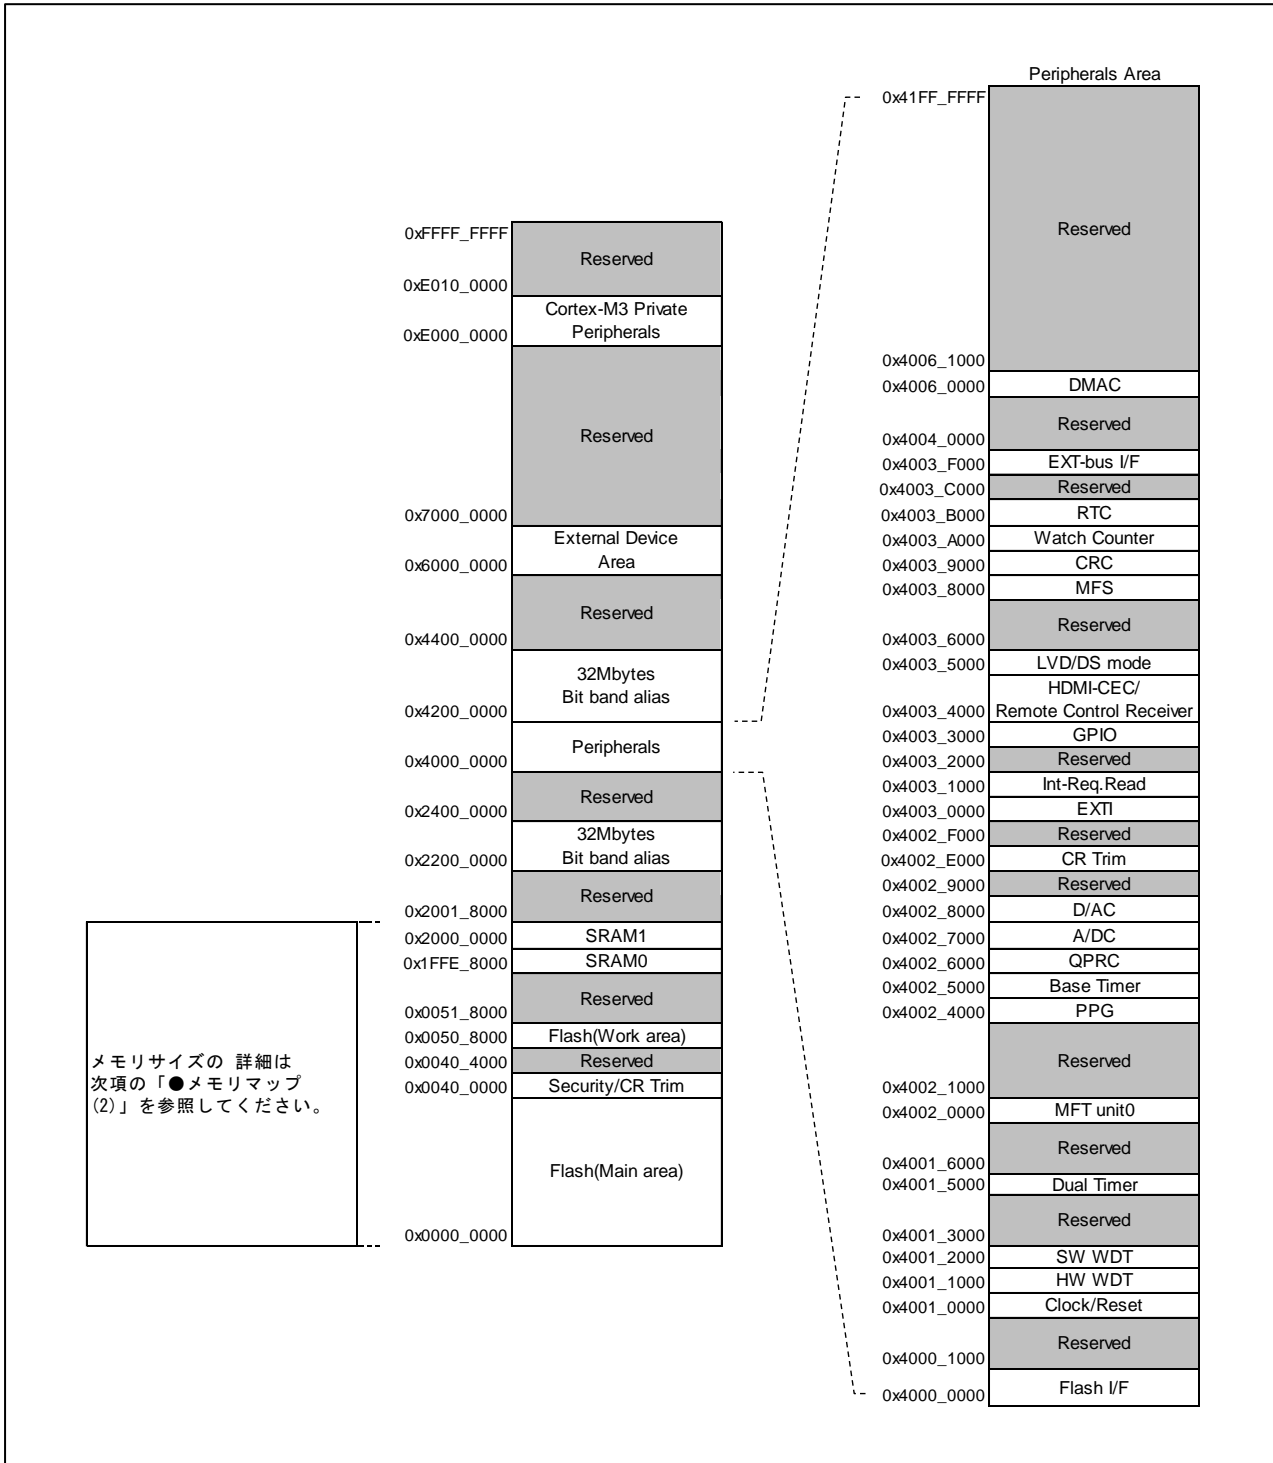 Peripherals Area
0x41FF_FFFF
Reserved
0xFFFF_FFFF
Reserved
0xE010_0000
Cortex-M3 Private
Peripherals
0xE000_0000
Reserved
0x7000_0000
External Device
Area
0x6000_0000
Reserved
0x4400_0000
32Mbytes
Bit band alias
0x4200_0000
Peripherals
0x4000_0000
Reserved
0x2400_0000
32Mbytes
Bit band alias
0x2200_0000
Reserved
0x2001_8000
0x2000_0000 SRAM1
0x1FFE_8000 SRAM0
Reserved
0x0051_8000
0x0050_8000 Flash(Work area)
0x0040_4000 Reserved
0x0040_0000 Security/CR Trim
Flash(Main area)
0x0000_0000
メモリサイズの 詳細は
次項の「●メモリマップ
(2)」を参照してください。
0x4006_1000
0x4006_0000 DMAC
Reserved
0x4004_0000
0x4003_F000 EXT-bus I/F
0x4003_C000 Reserved
0x4003_B000 RTC
0x4003_A000 Watch Counter
0x4003_9000 CRC
0x4003_8000 MFS
Reserved
0x4003_6000
0x4003_5000 LVD/DS mode
HDMI-CEC/
0x4003_4000 Remote Control Receiver
0x4003_3000 GPIO
0x4003_2000 Reserved
0x4003_1000 Int-Req.Read
0x4003_0000 EXTI
0x4002_F000 Reserved
0x4002_E000 CR Trim
0x4002_9000 Reserved
0x4002_8000 D/AC
0x4002_7000 A/DC
0x4002_6000 QPRC
0x4002_5000 Base Timer
0x4002_4000 PPG
Reserved
0x4002_1000
0x4002_0000 MFT unit0
Reserved
0x4001_6000
0x4001_5000 Dual Timer
Reserved
0x4001_3000
0x4001_2000 SW WDT
0x4001_1000 HW WDT
0x4001_0000 Clock/Reset
Reserved
0x4000_1000
0x4000_0000 Flash I/F